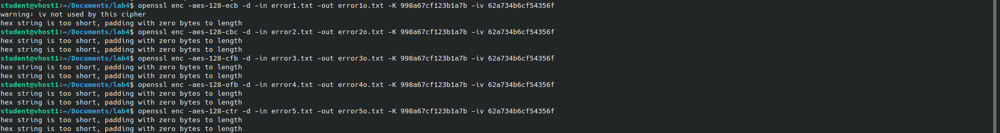 student@vhost1:~/Documents/lab4$ openssl enc -aes-128-ecb -d -in error1.txt -out error1o.txt -K 998a67cf123b1a7b -iv 62a734b6cf54356f
warning: iv not used by this cipher
hex string is too short, padding with zero bytes to length
student@vhost1:~/Documents/lab4$ openssl enc -aes-128-cbc -d -in error2.txt -out error2o.txt -K 998a67cf123b1a7b -iv 62a734b6cf54356f
hex string is too short, padding with zero bytes to length
hex string is too short, padding with zero bytes to length
student@vhost1:~/Documents/lab4$ openssl enc -aes-128-cfb -d -in error3.txt -out error3o.txt -K 998a67cf123b1a7b -iv 62a734b6cf54356f
hex string is too short, padding with zero bytes to length
hex string is too short, padding with zero bytes to length
student@vhost1:~/Documents/lab4$ openssl enc -aes-128-ofb -d -in error4.txt -out error4o.txt -K 998a67cf123b1a7b -iv 62a734b6cf54356f
hex string is too short, padding with zero bytes to length
hex string is too short, padding with zero bytes to length
student@vhost1:~/Documents/lab4$ openssl enc -aes-128-ctr -d -in error5.txt -out error5o.txt -K 998a67cf123b1a7b -iv 62a734b6cf54356f
hex string is too short, padding with zero bytes to length
hex string is too short, padding with zero bytes to length